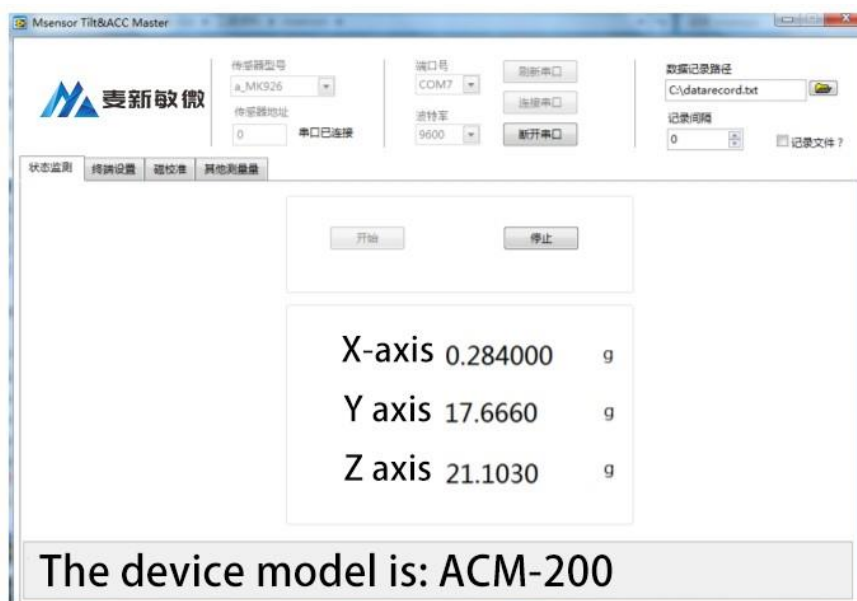 Msensor Tilt&ACC Master
麦新敏微
传感器型号
a_MK926
传感器地址
0 串口已连接
端口号
COM7
波特率
9600
刷新串口
连接串口
断开串口
数据记录路径
C:\datarecord.txt
记录间隔
0
记录文件？
状态监测 终端设置 磁校准 其他测量量
开始 停止
X-axis 0.284000 g
Y axis 17.6660 g
Z axis 21.1030 g
The device model is: ACM-200